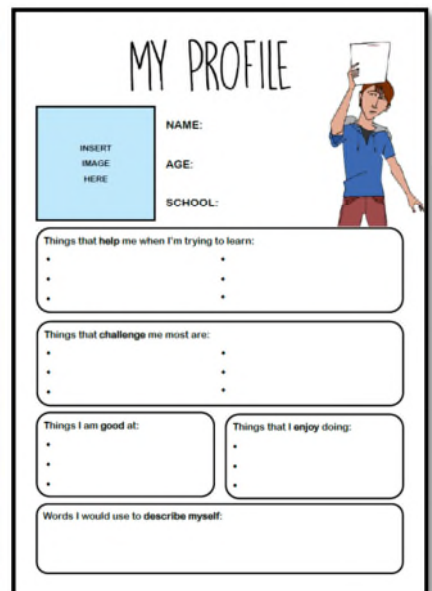 MY PROFILE
INSERT
IMAGE
HERE
NAME:
AGE:
SCHOOL:
Things that help me when I'm trying to learn:
Things that challenge me most are:
Things I am good at:
Things that I enjoy doing:
Words I would use to describe myself: